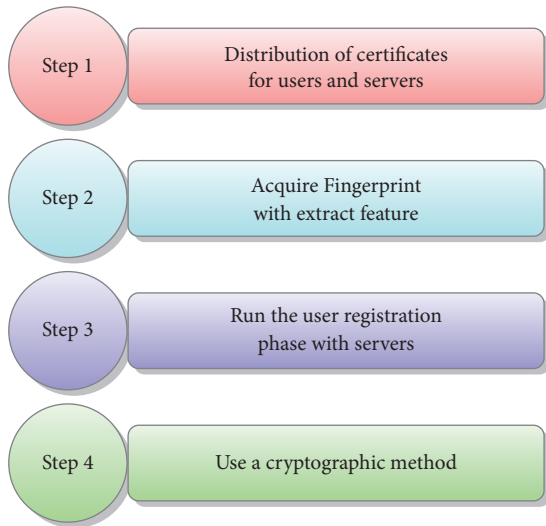 Step 1
Distribution of certificates
for users and servers
Step 2
Acquire Fingerprint
with extract feature
Step 3
Run the user registration
phase with servers
Step 4
Use a cryptographic method